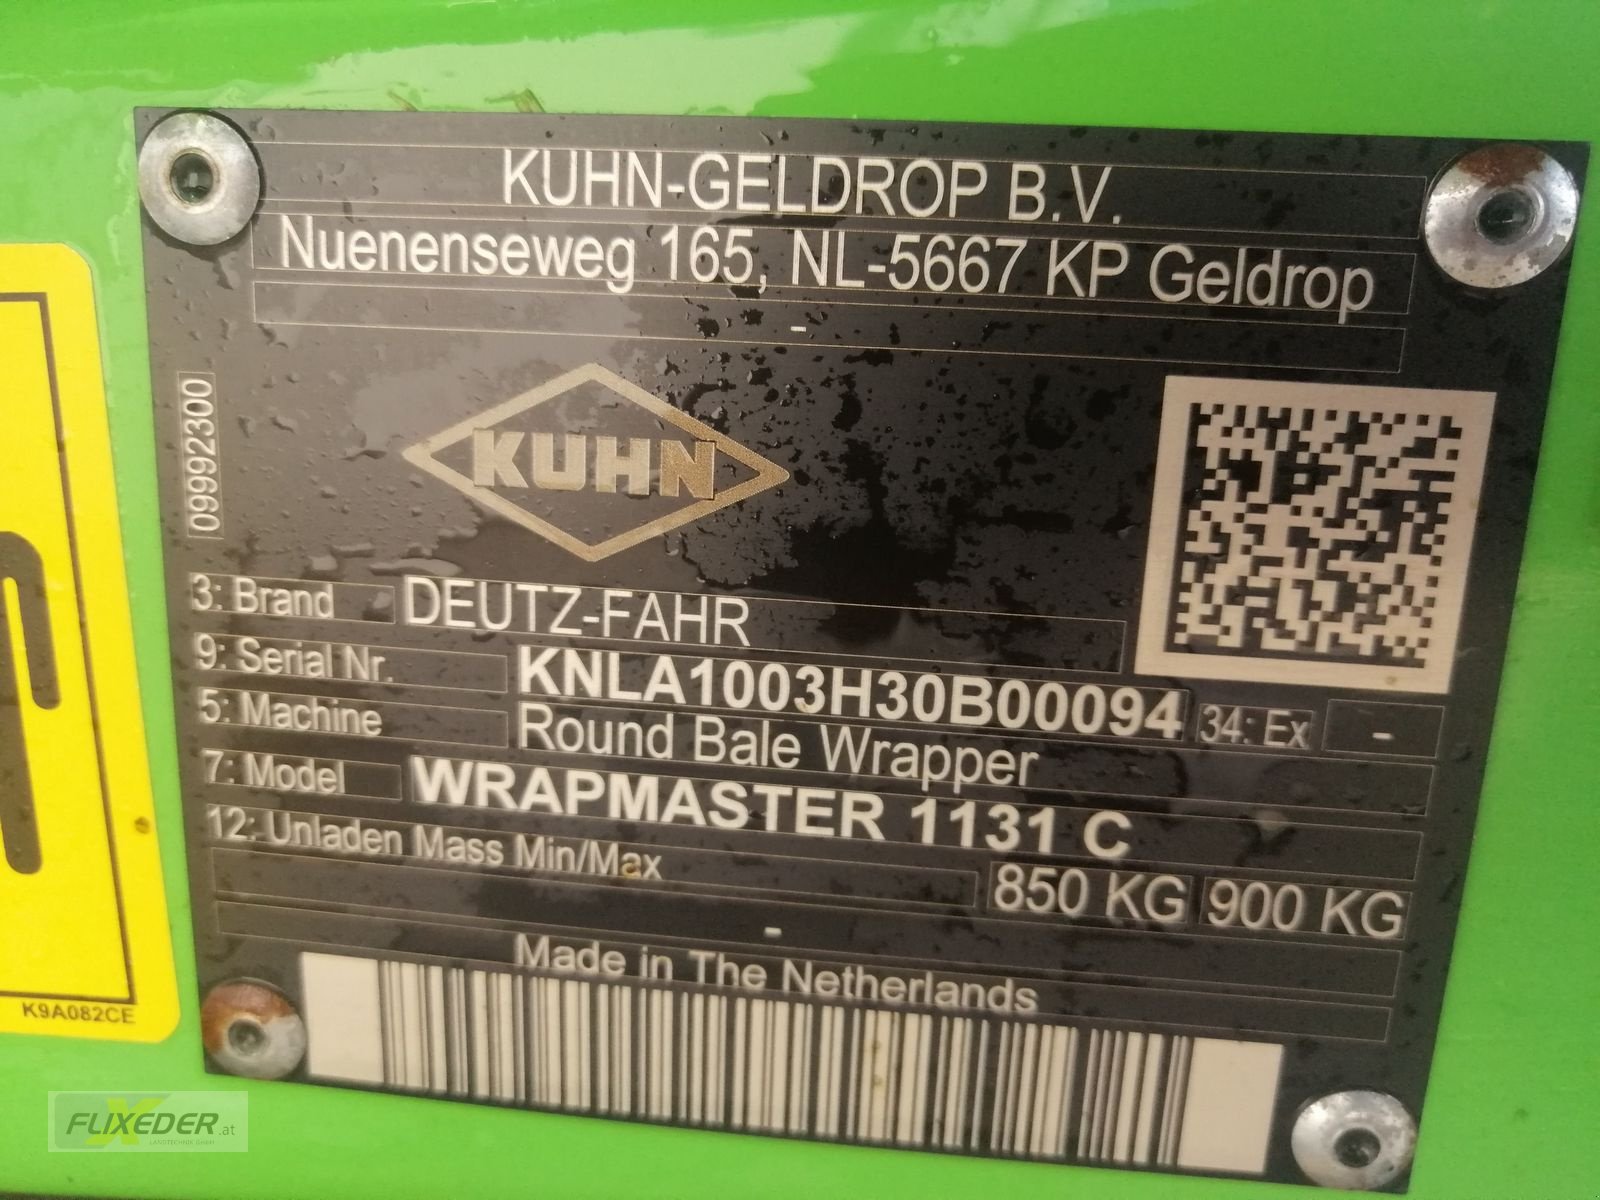 KUHN-GELDROP B.V.
Nuenenseweg 165, NL-5667 KP Geldrop
-
09992300
KUHN
3: Brand DEUTZ-FAHR
9: Serial Nr. KNLA1003H30B00094 34: Ex -
5: Machine Round Bale Wrapper
7: Model WRAPMASTER 1131 C
12: Unladen Mass Min/Max 850 KG 900 KG
-
Made in The Netherlands
K9A082CE
FLIXEDER.at
LANDTECHNIK GMBH